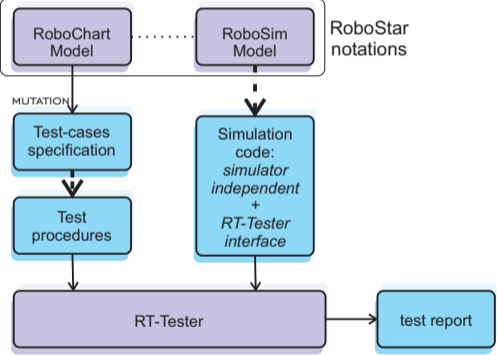 RoboChart
Model
RoboSim
Model
RoboStar
notations
MUTATION
Test-cases
specification
Simulation
code:
simulator
independent
+
RT-Tester
interface
Test
procedures
RT-Tester
test report